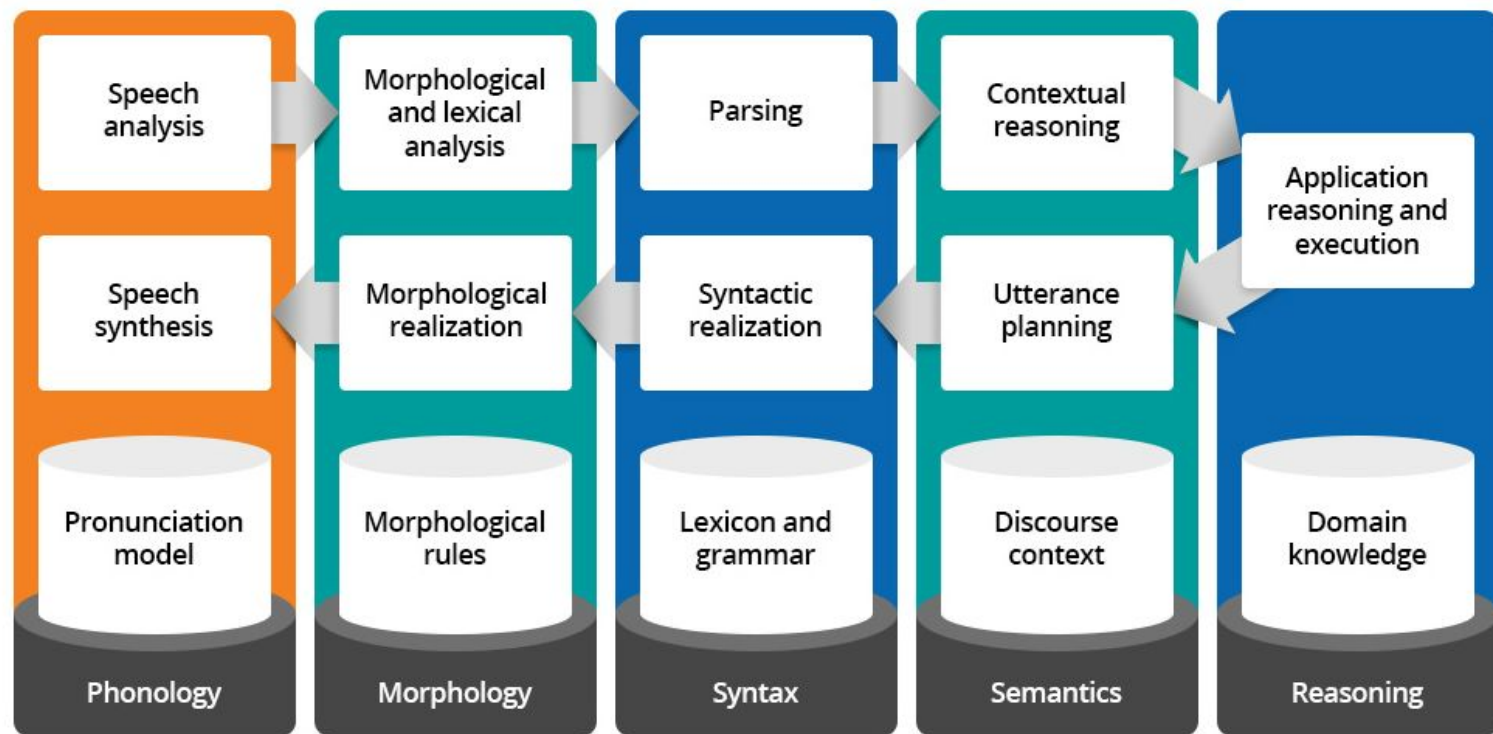 Speech
analysis
Morphological
and lexical
analysis
Parsing
Contextual
reasoning
Application
reasoning and
execution
Speech
synthesis
Morphological
realization
Syntactic
realization
Utterance
planning
Pronunciation
model
Morphological
rules
Lexicon and
grammar
Discourse
context
Domain
knowledge
Phonology
Morphology
Syntax
Semantics
Reasoning